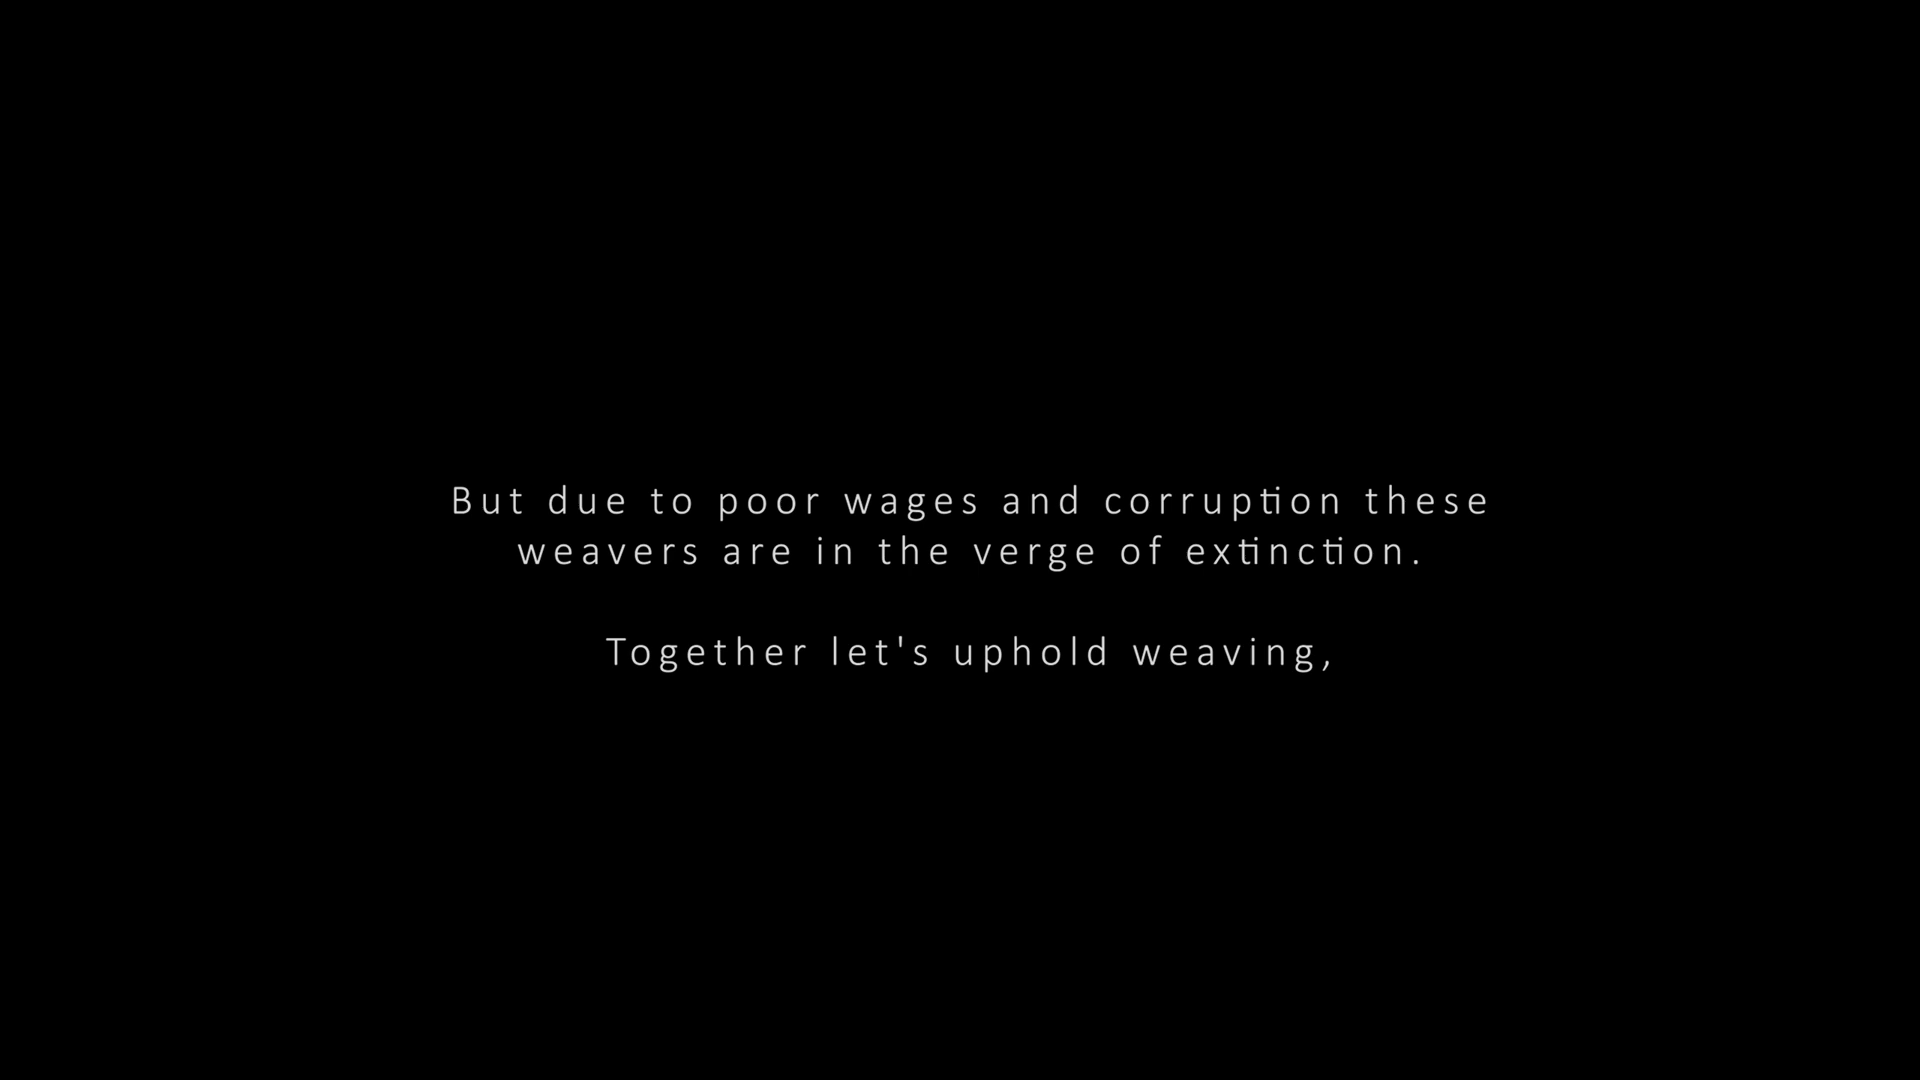 But due to poor wages and corruption these
weavers are in the verge of extinction.
Together let's uphold weaving,